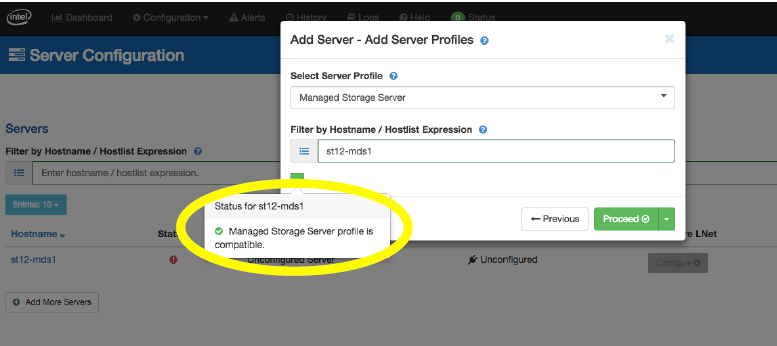 intel Dashboard Configuration Alerts History Logs Help 0 Status
Server Configuration
Add Server - Add Server Profiles
Select Server Profile
Managed Storage Server
Filter by Hostname / Hostlist Expression
st12-mds1
Status for st12-mds1
Managed Storage Server profile is
compatible.
Previous Proceed
Servers
Filter by Hostname / Hostlist Expression
Enter hostname / hostlist expression.
Entries: 10
Hostname LNet
st12-mds1 Unconfigured Server Unconfigured Configure
Add More Servers